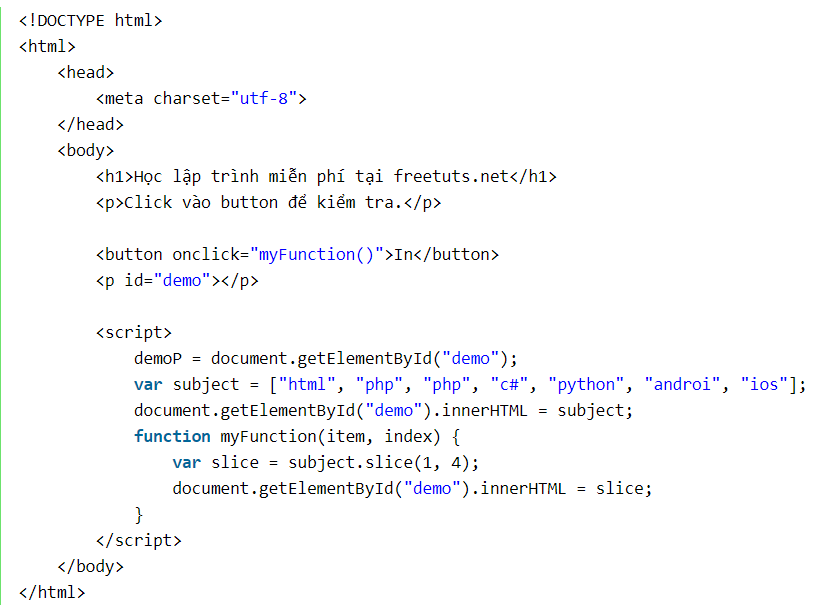 <!DOCTYPE html>
<html>
    <head>
        <meta charset="utf-8">
    </head>
    <body>
        <h1>Học lập trình miễn phí tại freetuts.net</h1>
        <p>Click vào button để kiểm tra.</p>

        <button onclick="myFunction()">In</button>
        <p id="demo"></p>

        <script>
            demoP = document.getElementById("demo");
            var subject = ["html", "php", "php", "c#", "python", "androi", "ios"];
            document.getElementById("demo").innerHTML = subject;
            function myFunction(item, index) {
                var slice = subject.slice(1, 4);
                document.getElementById("demo").innerHTML = slice;
            }
        </script>
    </body>
</html>